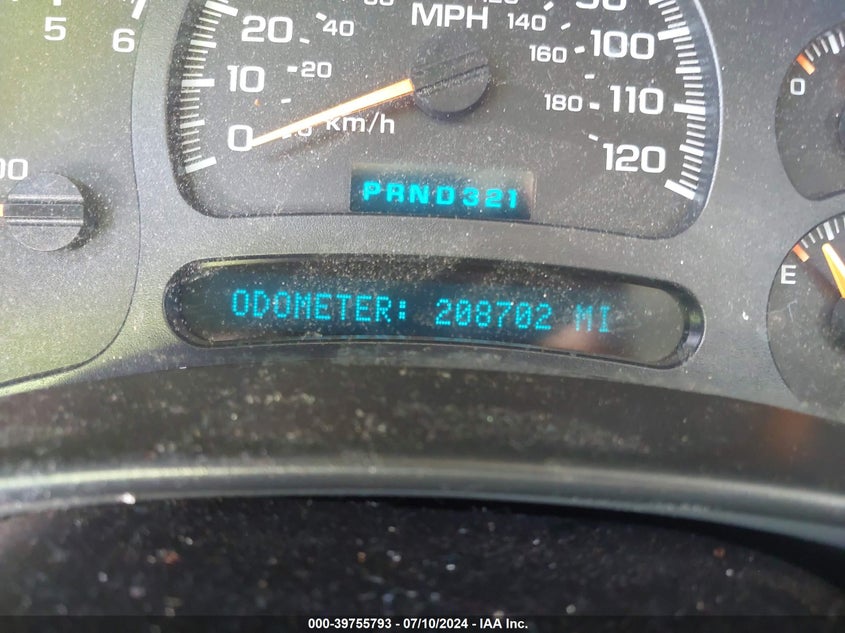 5 6
20 40
10 20
0 km/h
MPH 140
160 100
180 110
120
PRND321
ODOMETER: 208702 MI
0
E
000-39755793 - 07/10/2024 - IAA Inc.